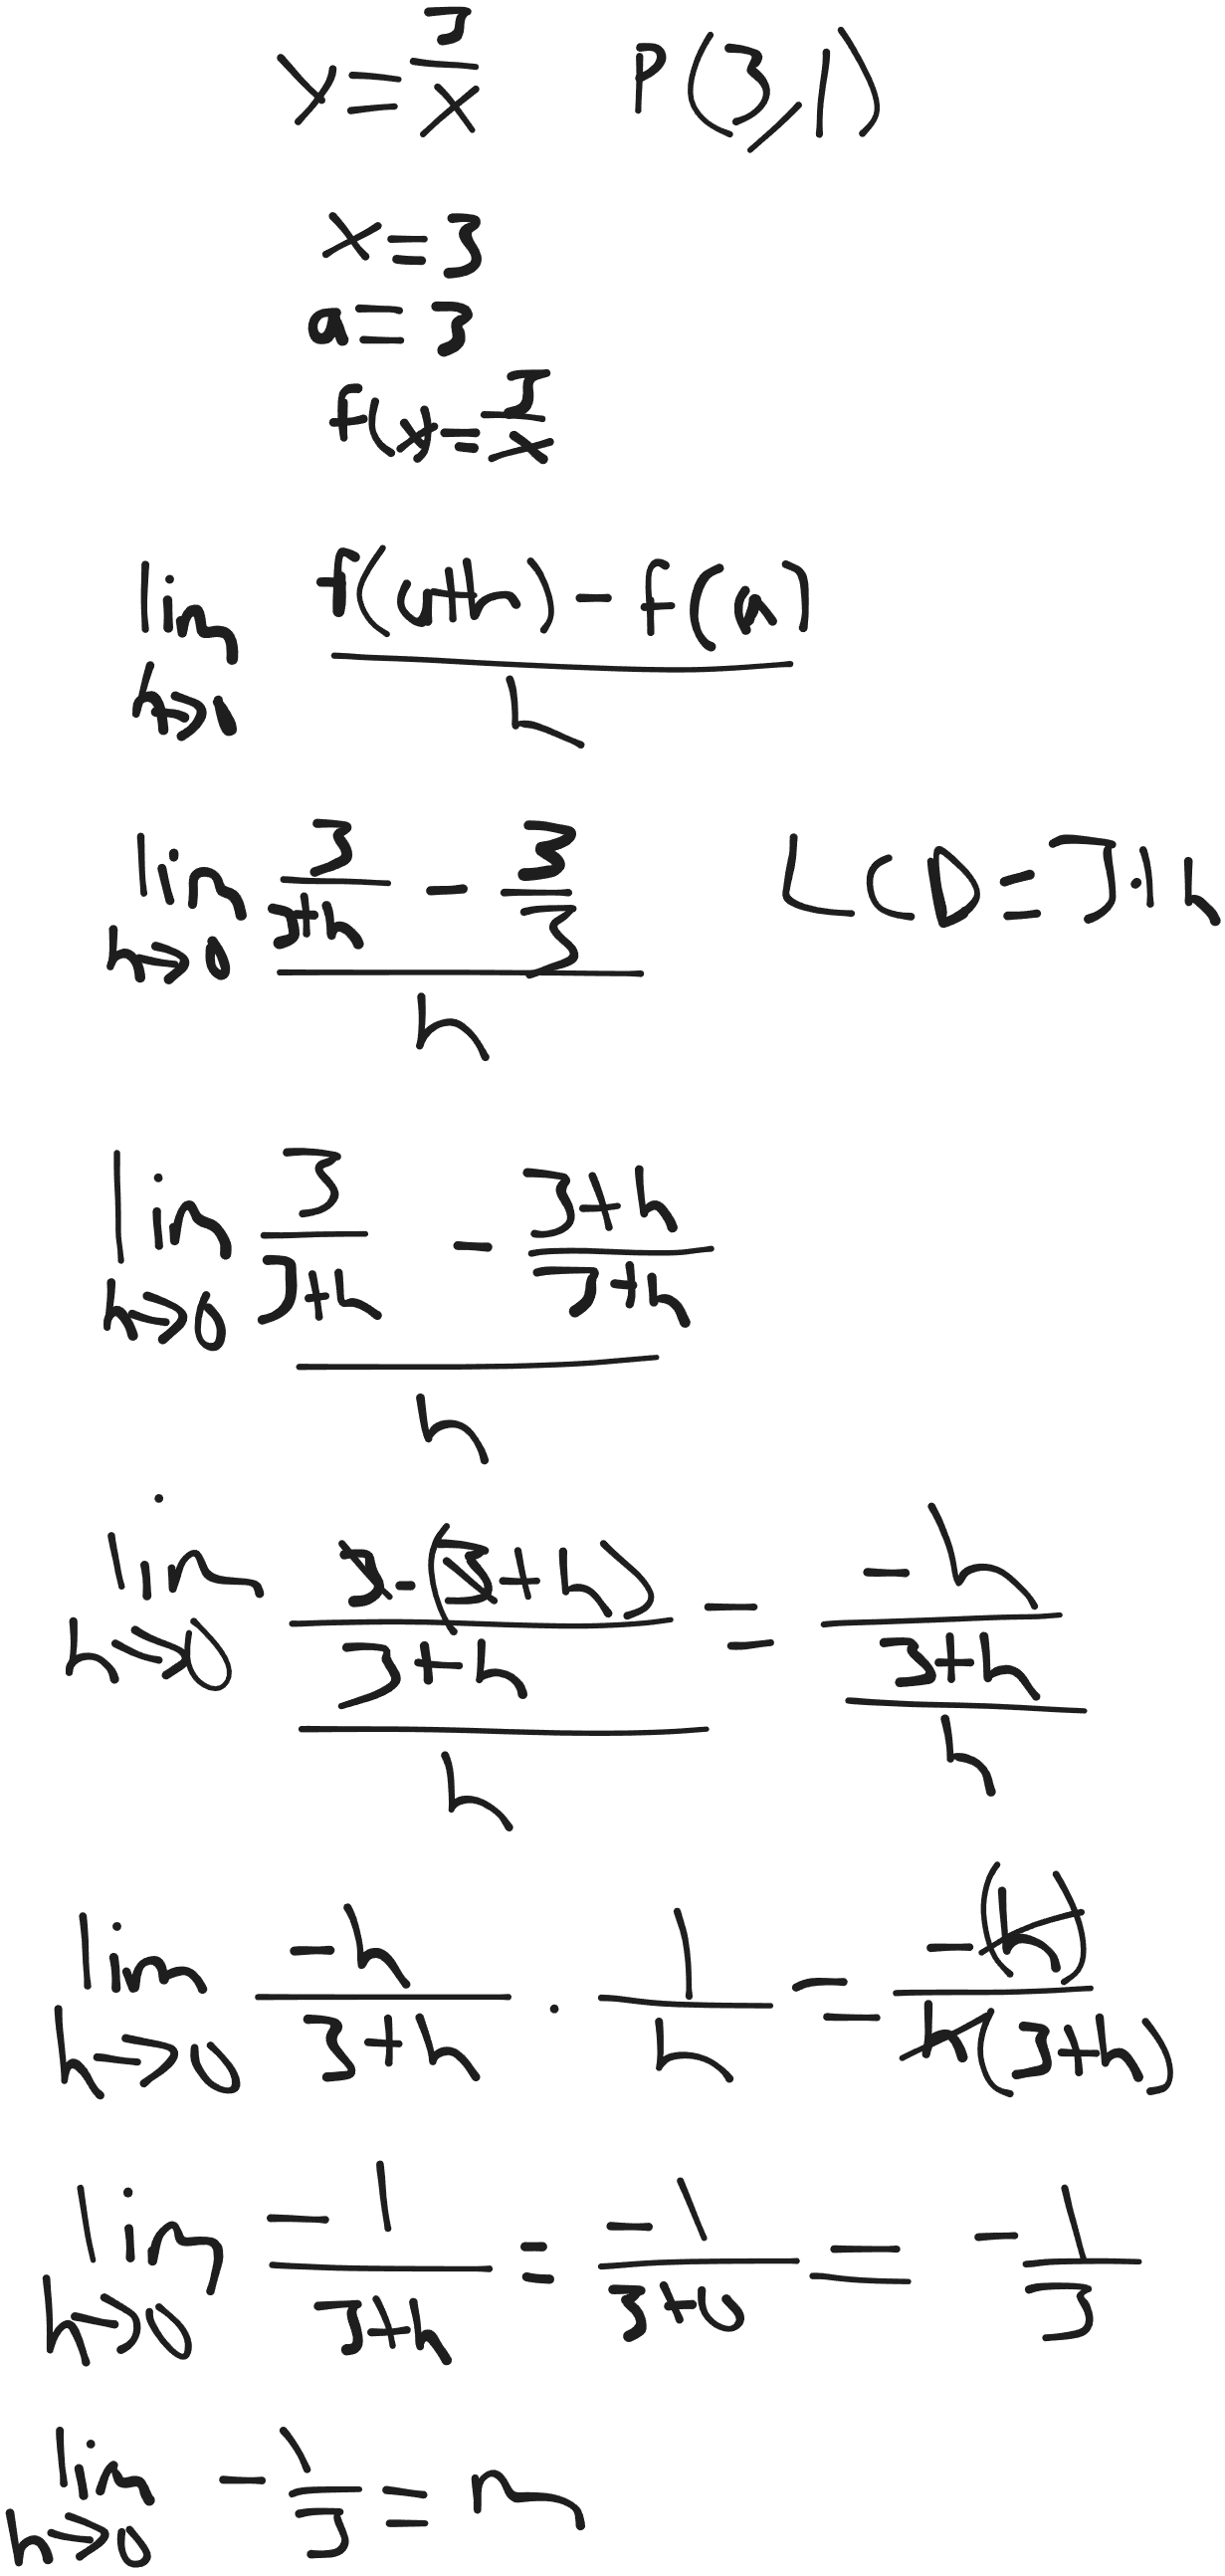 y = 3/x P(3,1)
x = 3
a = 3
f(x) = 3/x
lim h→0 (f(a+h) - f(a))/h
lim h→0 (3/(3+h) - 3/3)/h LCD = 3+h
lim h→0 (3/(3+h) - (3+h)/(3+h))/h
lim h→0 ((3-(3+h))/(3+h))/h = (-h/(3+h))/h
lim h→0 -h/(3+h) · 1/h = -(h)/(h(3+h))
lim h→0 -1/(3+h) = -1/(3+0) = -1/3
lim h→0 -1/3 = m